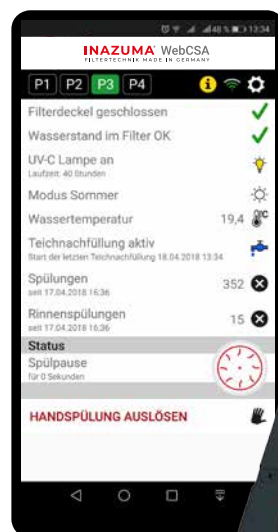 48 % 13:34
INAZUMA WebCSA
FILTERTECHNIK MADE IN GERMANY
P1 P2 P3 P4 i
Filterdeckel geschlossen
Wasserstand im Filter OK
UV-C Lampe an
Laufzeit: 40 Stunden
Modus Sommer
Wassertemperatur 19,4 °C
Teichnachfüllung aktiv
Start der letzten Teichnachfüllung 18.04.2018 13:34
Spülungen 352
seit 17.04.2018 16:36
Rinnenspülungen 15
seit 17.04.2018 16:36
Status
Spülpause
für 0 Sekunden
HANDSPÜLUNG AUSLÖSEN